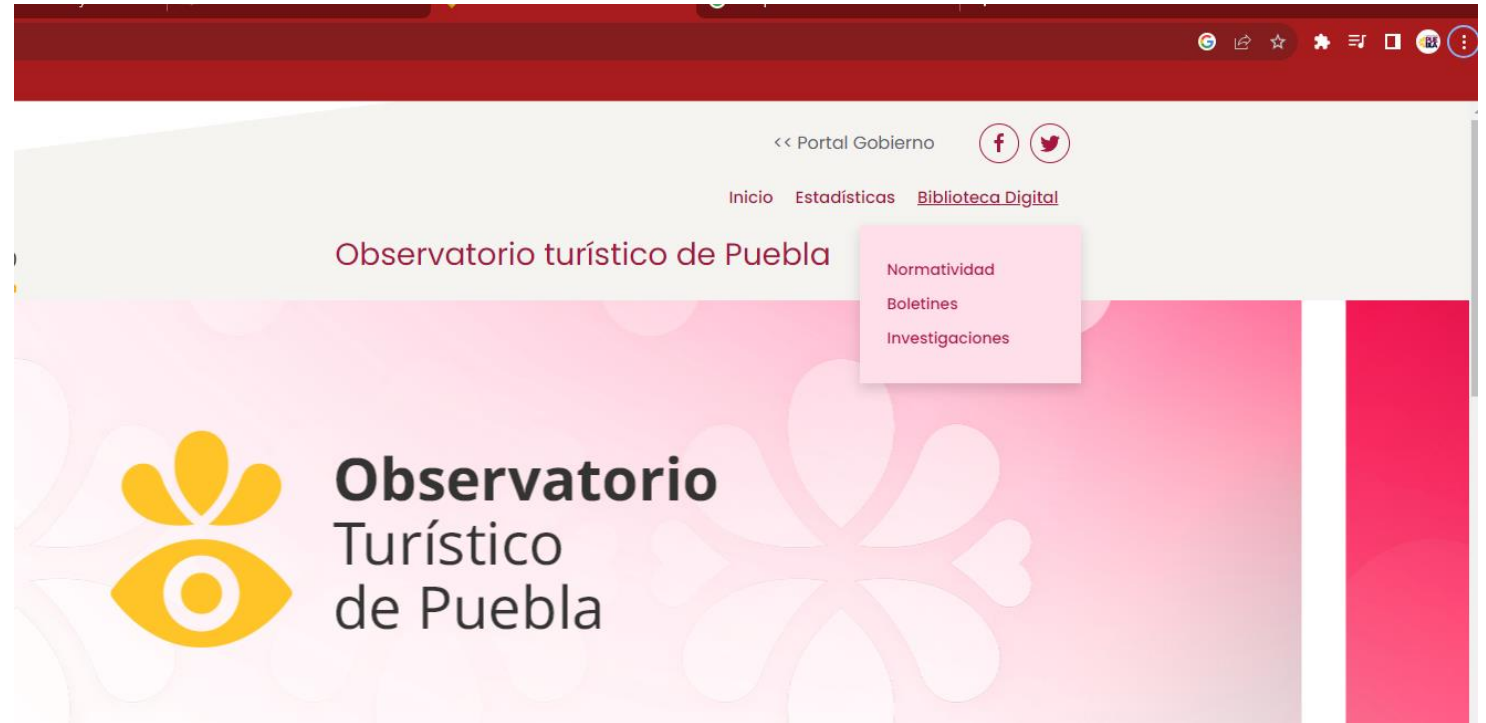 << Portal Gobierno
Inicio Estadísticas Biblioteca Digital
Observatorio turístico de Puebla
Normatividad
Boletines
Investigaciones
Observatorio
Turístico
de Puebla